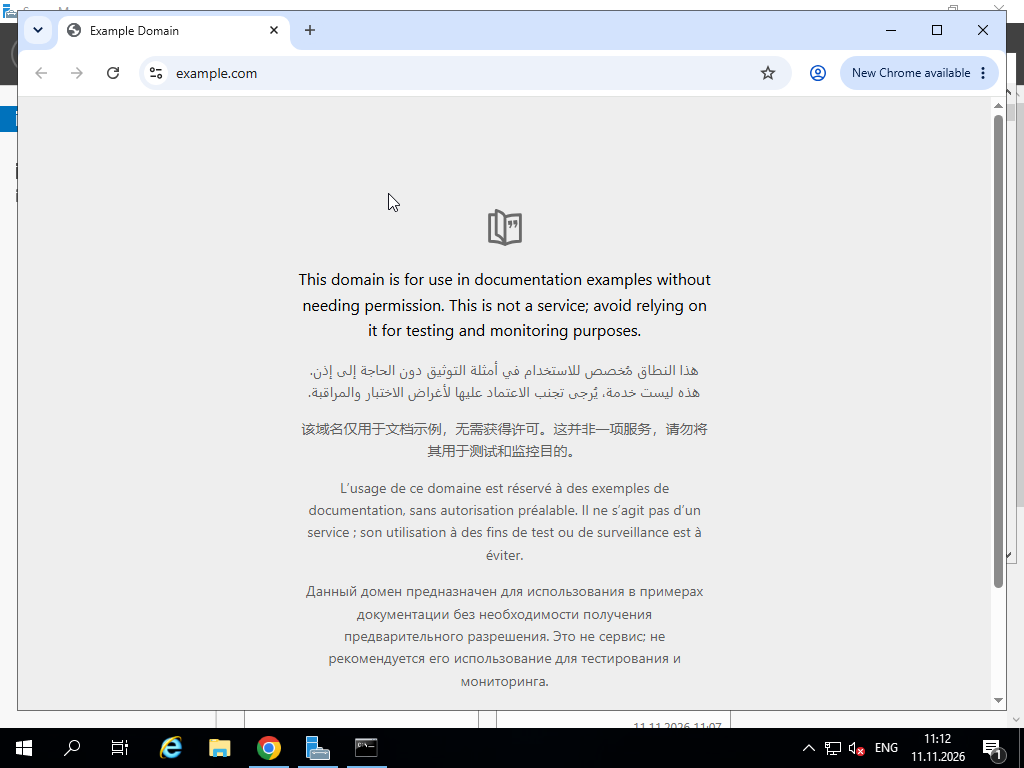 Example Domain
example.com
New Chrome available
This domain is for use in documentation examples without
needing permission. This is not a service; avoid relying on
it for testing and monitoring purposes.
هذا النطاق مُخصص للاستخدام في أمثلة التوثيق دون الحاجة إلى إذن.
هذه ليست خدمة، يُرجى تجنب الاعتماد عليها لأغراض الاختبار والمراقبة.
该域名仅用于文档示例，无需获得许可。这并非一项服务，请勿将
其用于测试和监控目的。
L’usage de ce domaine est réservé à des exemples de
documentation, sans autorisation préalable. Il ne s’agit pas d’un
service ; son utilisation à des fins de test ou de surveillance est à
éviter.
Данный домен предназначен для использования в примерах
документации без необходимости получения
предварительного разрешения. Это не сервис; не
рекомендуется его использование для тестирования и
мониторинга.
11.11.2026 11:07
ENG
11:12
11.11.2026
1